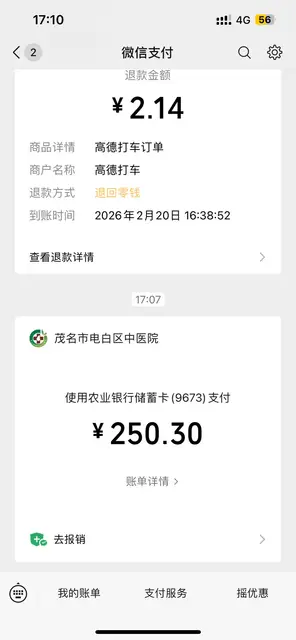 17:10
4G
56
2
微信支付
退款金额
¥2.14
商品详情 高德打车订单
商户名称 高德打车
退款方式 退回零钱
到账时间 2026年2月20日 16:38:52
查看退款详情
17:07
茂名市电白区中医院
使用农业银行储蓄卡(9673)支付
¥250.30
账单详情
去报销
我的账单 支付服务 摇优惠